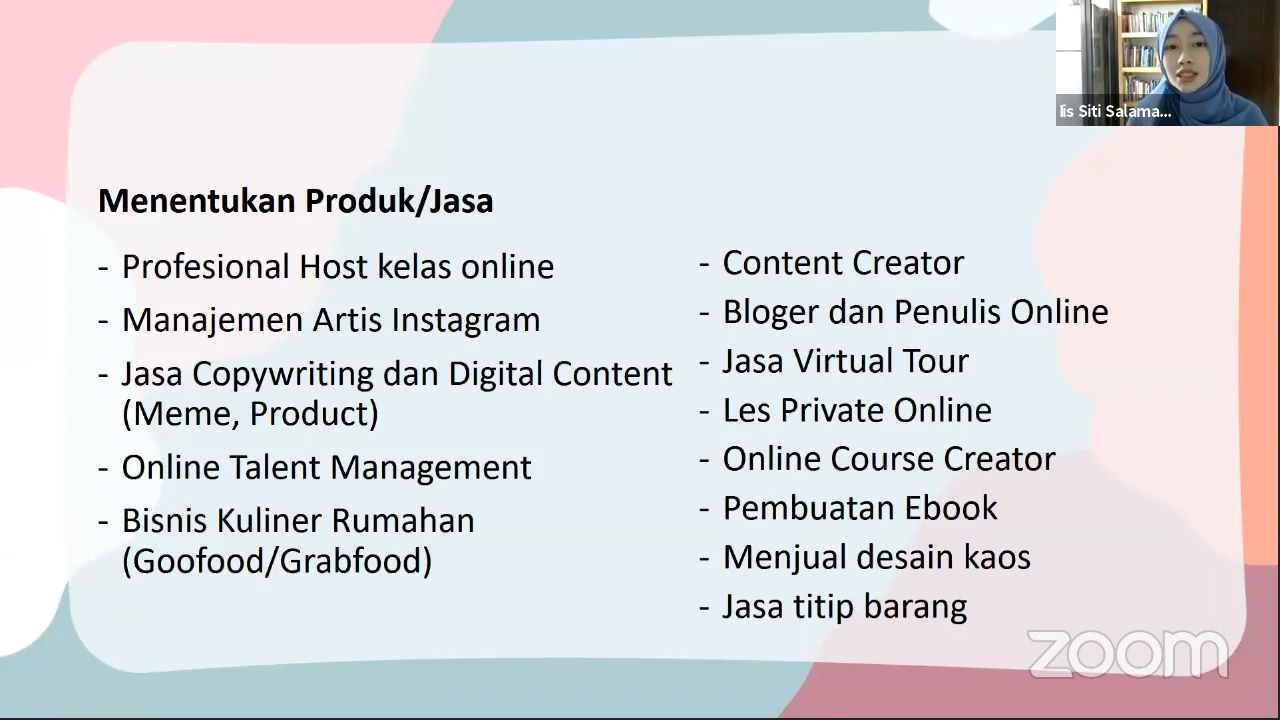 Iis Siti Salama...
Menentukan Produk/Jasa
- Profesional Host kelas online
- Manajemen Artis Instagram
- Jasa Copywriting dan Digital Content
(Meme, Product)
- Online Talent Management
- Bisnis Kuliner Rumahan
(Goofood/Grabfood)
- Content Creator
- Bloger dan Penulis Online
- Jasa Virtual Tour
- Les Private Online
- Online Course Creator
- Pembuatan Ebook
- Menjual desain kaos
- Jasa titip barang
zoom